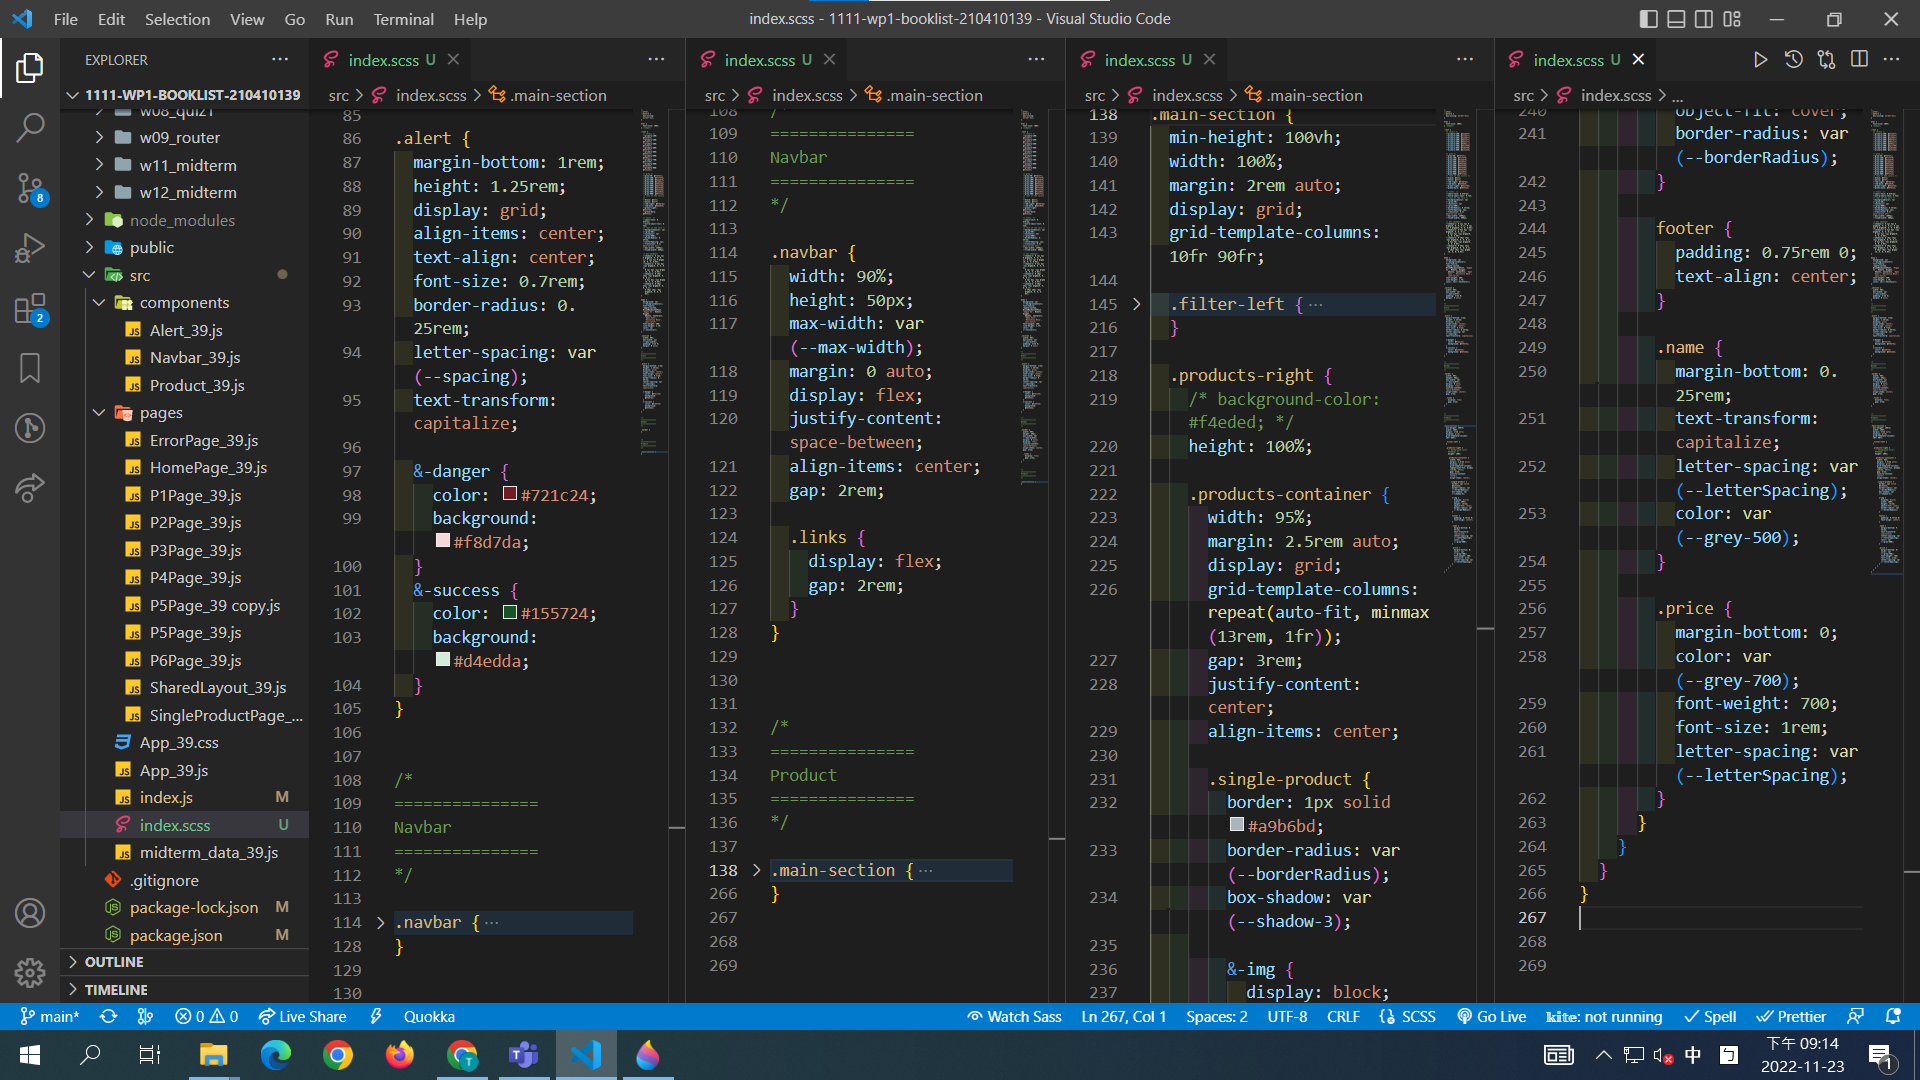 File Edit Selection View Go Run Terminal Help
index.scss - 1111-wp1-booklist-210410139 - Visual Studio Code
EXPLORER
1111-WP1-BOOKLIST-210410139
w08_quiz1
w09_router
w11_midterm
w12_midterm
node_modules
public
src
components
Alert_39.js
Navbar_39.js
Product_39.js
pages
ErrorPage_39.js
HomePage_39.js
P1Page_39.js
P2Page_39.js
P3Page_39.js
P4Page_39.js
P5Page_39 copy.js
P5Page_39.js
P6Page_39.js
SharedLayout_39.js
SingleProductPage_...
App_39.css
App_39.js
index.js M
index.scss U
midterm_data_39.js
.gitignore
package-lock.json M
package.json M
OUTLINE
TIMELINE
8
2
index.scss U
src > index.scss > .main-section
85
86 .alert {
87 margin-bottom: 1rem;
88 height: 1.25rem;
89 display: grid;
90 align-items: center;
91 text-align: center;
92 font-size: 0.7rem;
93 border-radius: 0.
25rem;
94 letter-spacing: var
(--spacing);
95 text-transform:
capitalize;
96
97 &-danger {
98 color: #721c24;
99 background:
#f8d7da;
100 }
101 &-success {
102 color: #155724;
103 background:
#d4edda;
104 }
105 }
106
107
108 /*
109 ===============
110 Navbar
111 ===============
112 */
113
114 .navbar { ...
128 }
129
130
index.scss U
src > index.scss > .main-section
108 /*
109 ===============
110 Navbar
111 ===============
112 */
113
114 .navbar {
115 width: 90%;
116 height: 50px;
117 max-width: var
(--max-width);
118 margin: 0 auto;
119 display: flex;
120 justify-content:
space-between;
121 align-items: center;
122 gap: 2rem;
123
124 .links {
125 display: flex;
126 gap: 2rem;
127 }
128 }
129
130
131
132 /*
133 ===============
134 Product
135 ===============
136 */
137
138 .main-section { ...
266 }
267
268
269
index.scss U
src > index.scss > .main-section
138 .main-section {
139 min-height: 100vh;
140 width: 100%;
141 margin: 2rem auto;
142 display: grid;
143 grid-template-columns:
10fr 90fr;
144
145 .filter-left { ...
216 }
217
218 .products-right {
219 /* background-color:
#f4eded; */
220 height: 100%;
221
222 .products-container {
223 width: 95%;
224 margin: 2.5rem auto;
225 display: grid;
226 grid-template-columns:
repeat(auto-fit, minmax
(13rem, 1fr));
227 gap: 3rem;
228 justify-content:
center;
229 align-items: center;
230
231 .single-product {
232 border: 1px solid
#a9b6bd;
233 border-radius: var
(--borderRadius);
234 box-shadow: var
(--shadow-3);
235
236 &-img {
237 display: block;
index.scss U
src > index.scss > ...
240 object-fit: cover;
241 border-radius: var
(--borderRadius);
242 }
243
244 footer {
245 padding: 0.75rem 0;
246 text-align: center;
247 }
248
249 .name {
250 margin-bottom: 0.
25rem;
251 text-transform:
capitalize;
252 letter-spacing: var
(--letterSpacing);
253 color: var
(--grey-500);
254 }
255
256 .price {
257 margin-bottom: 0;
258 color: var
(--grey-700);
259 font-weight: 700;
260 font-size: 1rem;
261 letter-spacing: var
(--letterSpacing);
262 }
263 }
264 }
265 }
266 }
267
268
269
main* 0 0 Live Share Quokka Watch Sass Ln 267, Col 1 Spaces: 2 UTF-8 CRLF SCSS Go Live kite: not running Spell Prettier
中 ㄅ 下午 09:14
2022-11-23
1